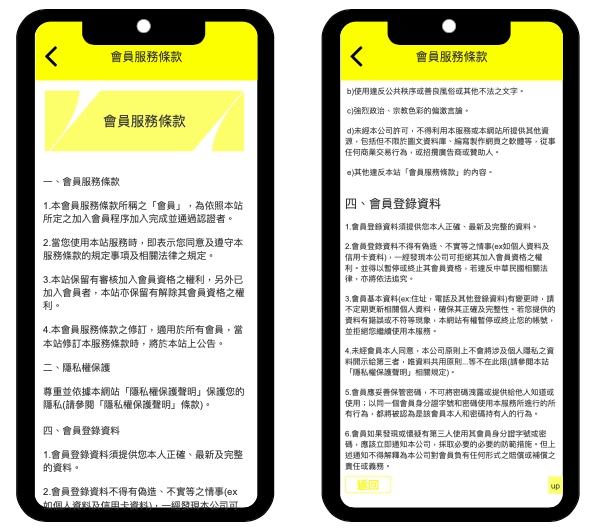 會員服務條款
會員服務條款
一、會員服務條款
1.本會員服務條款所稱之「會員」，為依照本站
所定之加入會員程序加入完成並通過認證者。
2.當您使用本站服務時，即表示您同意及遵守本
服務條款的規定事項及相關法律之規定。
3.本站保留有審核加入會員資格之權利，另外已
加入會員者，本站亦保留有解除其會員資格之權
利。
4.本會員服務條款之修訂，適用於所有會員，當
本站修訂本服務條款時，將於本站上公告。
二、隱私權保護
尊重並依據本網站「隱私權保護聲明」保護您的
隱私(請參閱「隱私權保護聲明」條款)。
四、會員登錄資料
1.會員登錄資料須提供您本人正確、最新及完整
的資料。
2.會員登錄資料不得有偽造、不實等之情事(ex
如個人資料及信用卡資料)，一經發現本公司可
會員服務條款
b)使用違反公共秩序或善良風俗或其他不法之文字。
c)強烈政治、宗教色彩的偏激言論。
d)未經本公司許可，不得利用本服務或本網站所提供其他資
源，包括但不限於圖文資料庫、編寫製作網頁之軟體等，從事
任何商業交易行為，或招攬廣告商或贊助人。
e)其他違反本站「會員服務條款」的內容。
四、會員登錄資料
1.會員登錄資料須提供您本人正確、最新及完整的資料。
2.會員登錄資料不得有偽造、不實等之情事(ex如個人資料及
信用卡資料)，一經發現本公司可拒絕其加入會員資格之權
利。並得以暫停或終止其會員資格，若違反中華民國相關法
律，亦將依法追究。
3.會員基本資料(ex:住址，電話及其他登錄資料)有變更時，請
不定期更新相關個人資料，確保其正確及完整性。若您提供的
資料有錯誤或不符等現象，本網站有權暫停或終止您的帳號，
並拒絕您繼續使用本服務。
4.未經會員本人同意，本公司原則上不會將涉及個人隱私之資
料開示給第三者，唯資料共用原則...等不在此限(請參閱本站
「隱私權保護聲明」相關規定)。
5.會員應妥善保管密碼，不可將密碼洩露或提供給他人知道或
使用；以同一個會員身分證字號和密碼使用本服務所進行的所
有行為，都將被認為是該會員本人和密碼持有人的行為。
6.會員如果發現或懷疑有第三人使用其會員身分證字號或密
碼，應該立即通知本公司，採取必要的必要的防範措施。但上
述通知不得解釋為本公司對會員負有任何形式之賠償或補償之
責任或義務。
返回
up